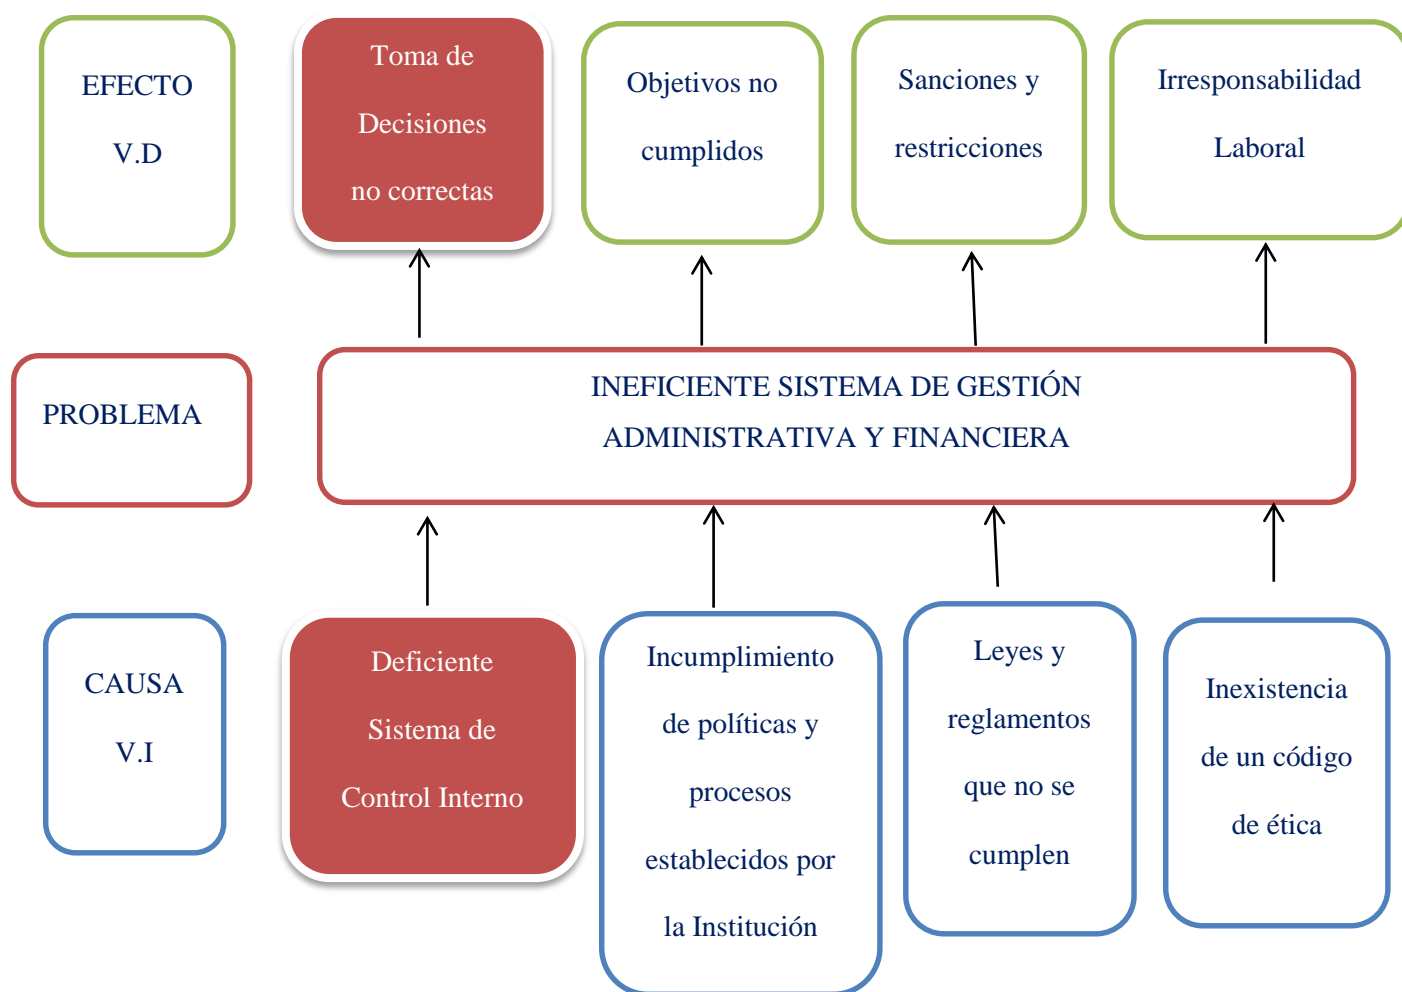 EFECTO
V.D
Toma de
Decisiones
no correctas
Objetivos no
cumplidos
Sanciones y
restricciones
Irresponsabilidad
Laboral
PROBLEMA
INEFICIENTE SISTEMA DE GESTIÓN
ADMINISTRATIVA Y FINANCIERA
CAUSA
V.I
Deficiente
Sistema de
Control Interno
Incumplimiento
de políticas y
procesos
establecidos por
la Institución
Leyes y
reglamentos
que no se
cumplen
Inexistencia
de un código
de ética